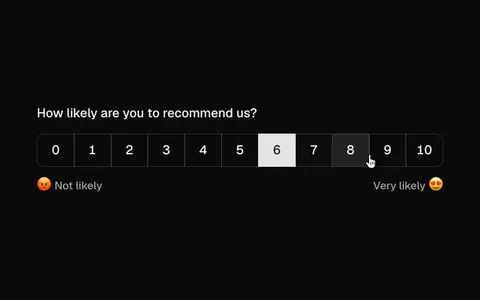 How likely are you to recommend us?
0 1 2 3 4 5 6 7 8 9 10
😡 Not likely Very likely 😍